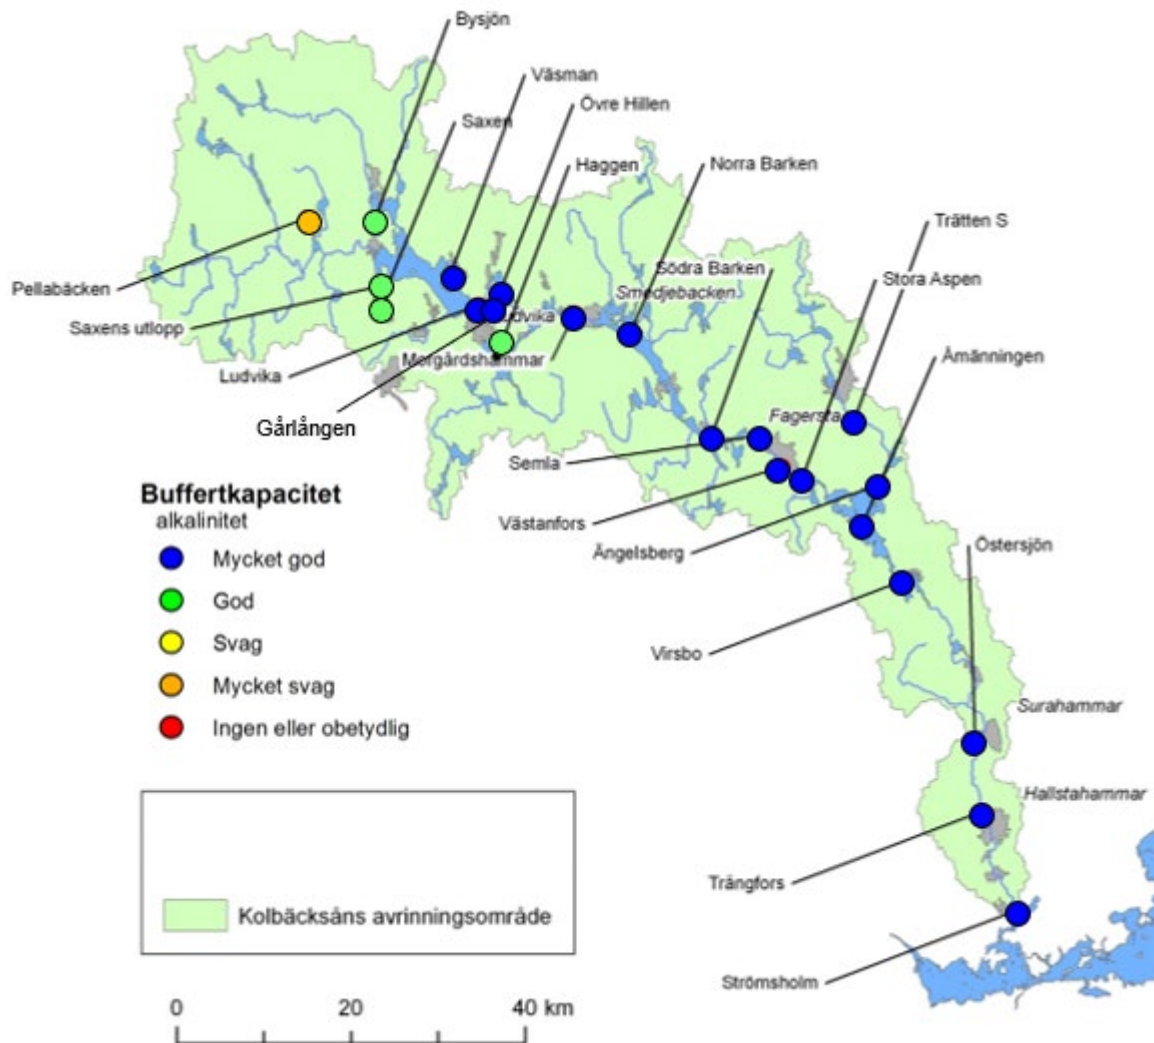 Bysjön
Väsman
Övre Hillen
Saxen
Haggen
Norra Barken
Trätten S
Södra Barken
Stora Aspen
Pellabäcken
Smedjebacken
Saxens utlopp
Ludvika
Morgårdshammar
Åmänningen
Ludvika
Gårlången
Fagersta
Semla
Buffertkapacitet
alkalinitet
Västanfors
Mycket god
Ängelsberg
Östersjön
God
Svag
Virsbo
Mycket svag
Surahammar
Ingen eller obetydlig
Hallstahammar
Trångfors
Kolbäcksåns avrinningsområde
Strömsholm
0 20 40 km